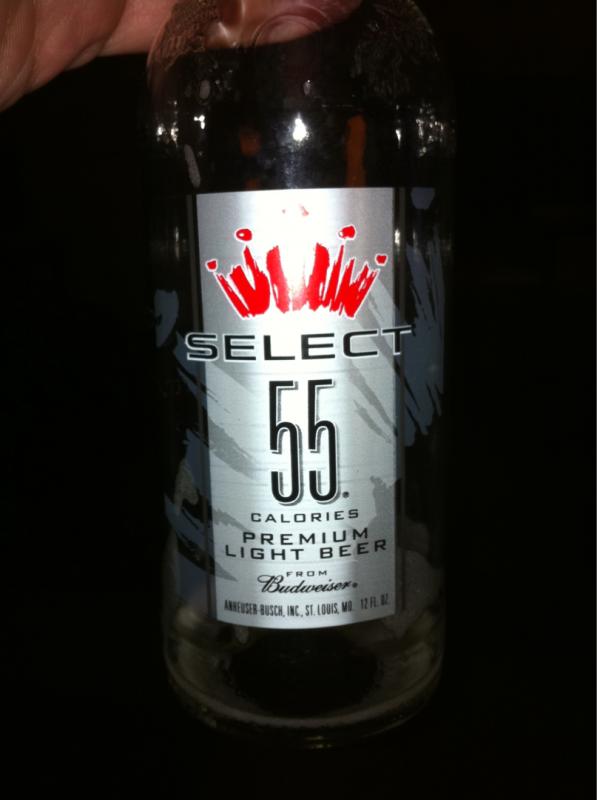 SELECT
55®
CALORIES
PREMIUM
LIGHT BEER
FROM
Budweiser®
ANHEUSER-BUSCH, INC., ST. LOUIS, MO. 12 FL. OZ.